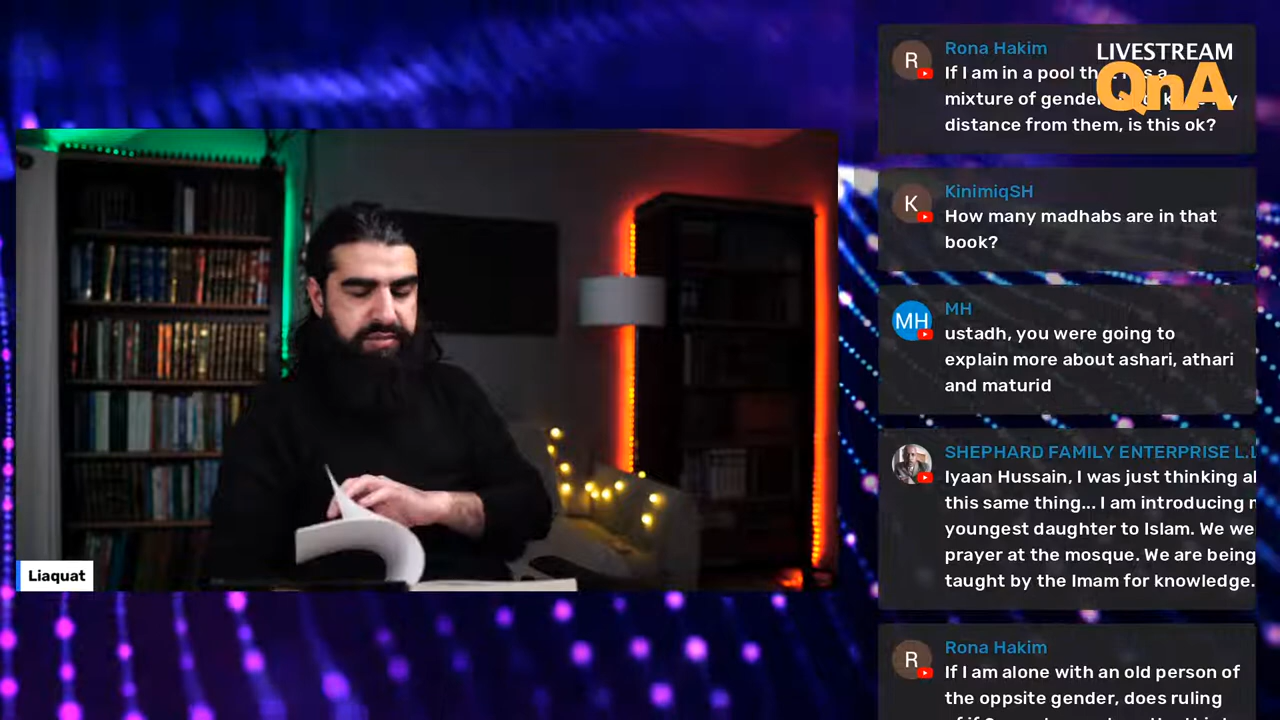 LIVESTREAM
QnA
Rona Hakim
If I am in a pool
mixture of
distance from them, is this ok?
KinimiqSH
How many madhabs are in that
book?
MH
ustadh, you were going to
explain more about ashari, athari
and maturid
SHEPHARD FAMILY ENTERPRISE L.L
Iyaan Hussain, I was just thinking
this same thing... I am introducing
youngest daughter to Islam. We we
prayer at the mosque. We are being
taught by the Imam for knowledge.
Rona Hakim
If I am alone with an old person of
the oppsite gender, does ruling
Liaquat
R
K
MH
R